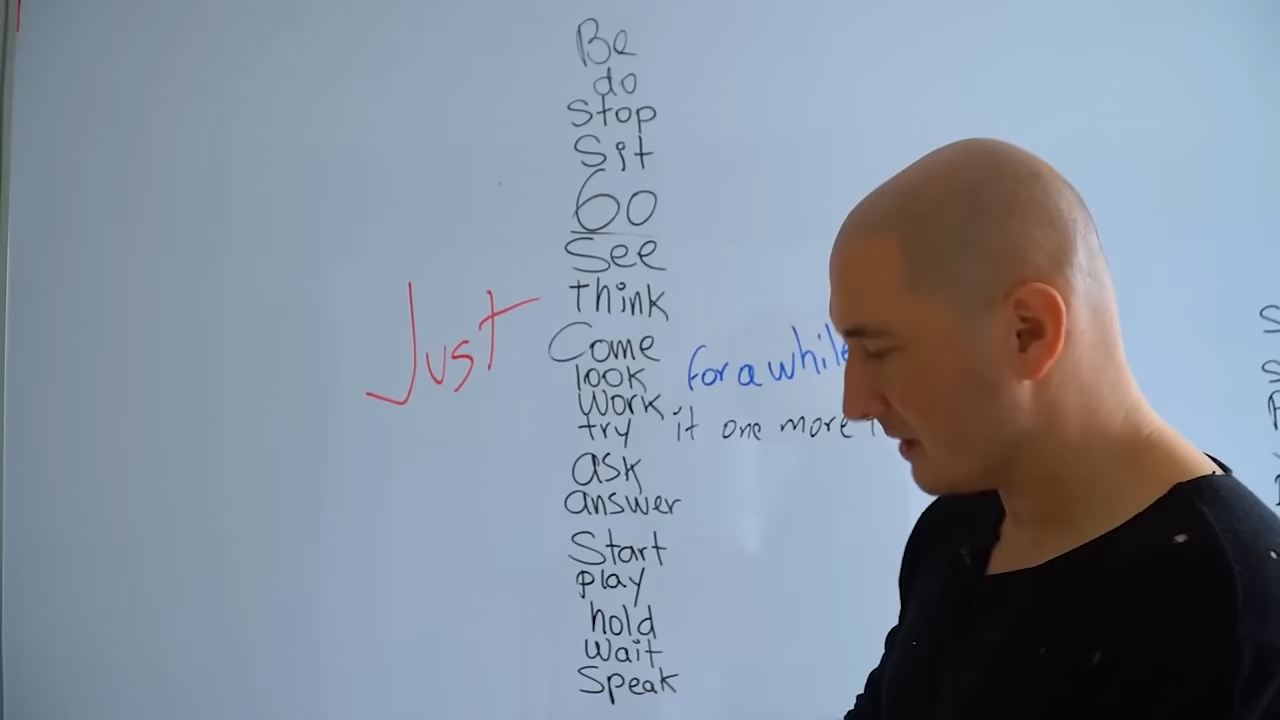 Be
do
Stop
Sit
Go
See
think
Just
Come
look
for a while
work
try it one more
ask
answer
Start
play
hold
wait
Speak